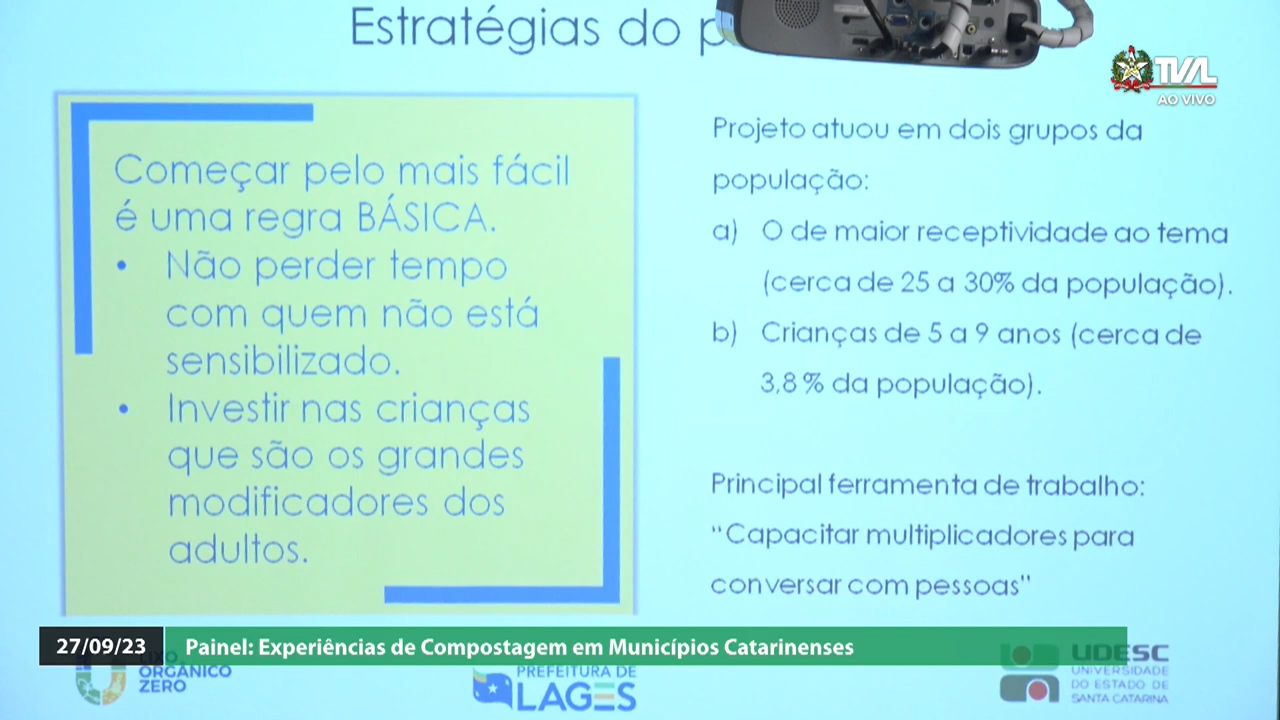 Estratégias do
TVAL
AO VIVO
Começar pelo mais fácil
é uma regra BÁSICA.
• Não perder tempo
com quem não está
sensibilizado.
• Investir nas crianças
que são os grandes
modificadores dos
adultos.
Projeto atuou em dois grupos da
população:
a) O de maior receptividade ao tema
(cerca de 25 a 30% da população).
b) Crianças de 5 a 9 anos (cerca de
3,8 % da população).
Principal ferramenta de trabalho:
“Capacitar multiplicadores para
conversar com pessoas”
27/09/23
Painel: Experiências de Compostagem em Municípios Catarinenses
ORGÂNICO
ZERO
PREFEITURA DE
LAGES
UDESC
UNIVERSIDADE
DO ESTADO DE
SANTA CATARINA